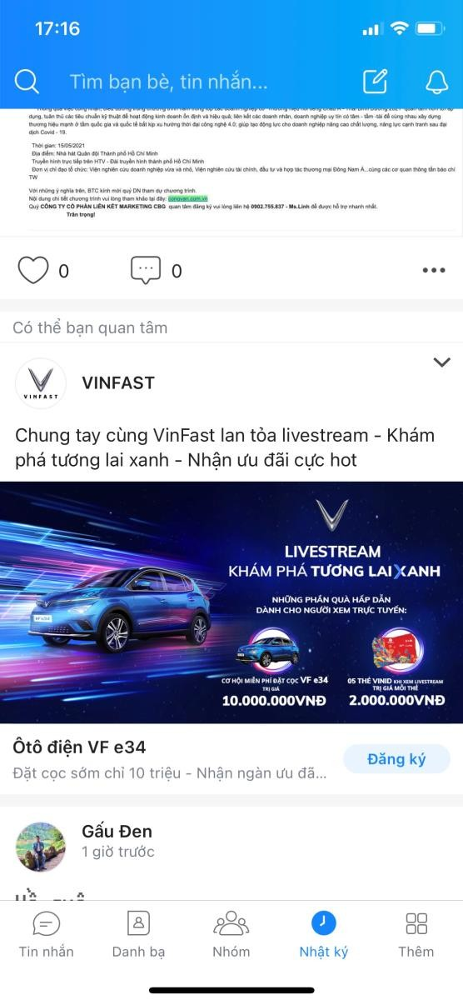 17:16
Tìm bạn bè, tin nhắn...
dụng, tuân thủ các tiêu chuẩn kỹ thuật để hoạt động kinh doanh ổn định và hiệu quả; liên kết các doanh nhân, doanh nghiệp uy tín có tâm - tầm -tài để cùng nhau xây dựng
thương hiệu mạnh ở tầm quốc gia và quốc tế bắt kịp xu hướng thời đại công nghệ 4.0; giúp tạo động lực cho doanh nghiệp nâng cao chất lượng, năng lực cạnh tranh sau đại
dịch Covid - 19.
Thời gian: 15/05/2021
Địa điểm: Nhà hát Quân đội Thành phố Hồ Chí Minh
Truyền hình trực tiếp trên HTV - Đài truyền hình thành phố Hồ Chí Minh
Đơn vị chỉ đạo tổ chức: Viện nghiên cứu doanh nghiệp vừa và nhỏ, Viện nghiên cứu tài chính, đầu tư và hợp tác thương mại Đông Nam Á...cùng các cơ quan thông tấn báo chí
TW
Với những ý nghĩa trên, BTC kính mời quý DN tham dự chương trình.
Nội dung chi tiết chương trình vui lòng tham khảo tại đây: congvan.com.vn
Quý CÔNG TY CỔ PHẦN LIÊN KẾT MARKETING CBG quan tâm đăng ký vui lòng liên hệ 0902.755.837 - Ms.Linh để được hỗ trợ nhanh nhất.
Trân trọng!
0 0
Có thể bạn quan tâm
VINFAST
VINFAST
Chung tay cùng VinFast lan tỏa livestream - Khám
phá tương lai xanh - Nhận ưu đãi cực hot
LIVESTREAM
KHÁM PHÁ TƯƠNG LAI XANH
NHỮNG PHẦN QUÀ HẤP DẪN
DÀNH CHO NGƯỜI XEM TRỰC TUYẾN:
VF e34
CƠ HỘI MIỄN PHÍ ĐẶT CỌC VF e34
TRỊ GIÁ
10.000.000VNĐ
05 THẺ VINID KHI XEM LIVESTREAM
TRỊ GIÁ MỖI THẺ
2.000.000VNĐ
Ôtô điện VF e34
Đặt cọc sớm chỉ 10 triệu - Nhận ngàn ưu đã...
Đăng ký
Gấu Đen
1 giờ trước
Tin nhắn Danh bạ Nhóm Nhật ký Thêm